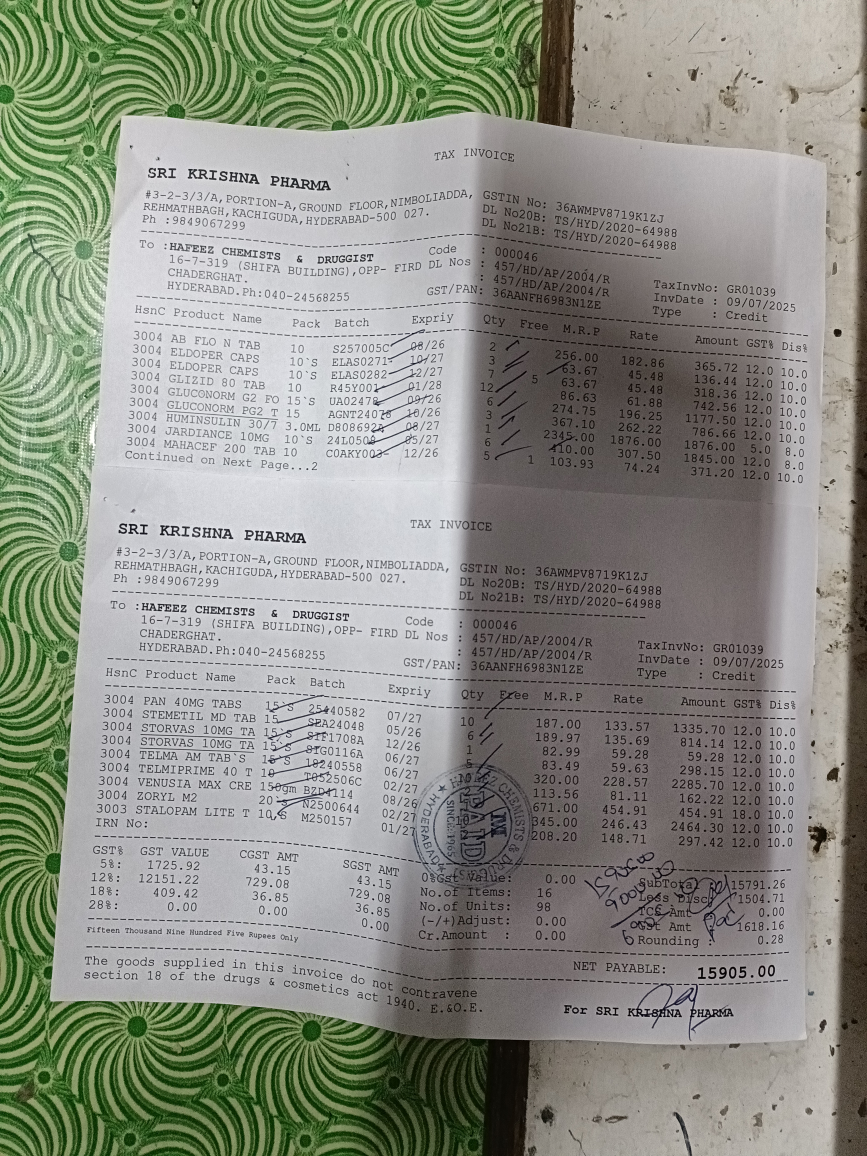 TAX INVOICE
SRI KRISHNA PHARMA
#3-2-3/3/A,PORTION-A,GROUND FLOOR,NIMBOLIADDA, GSTIN No: 36AWMPV8719K1ZJ
REHMATHBAGH,KACHIGUDA,HYDERABAD-500 027. DL No20B: TS/HYD/2020-64988
Ph :9849067299 DL No21B: TS/HYD/2020-64988
To :HAFEEZ CHEMISTS & DRUGGIST Code : 000046
16-7-319 (SHIFA BUILDING),OPP- FIRD DL Nos : 457/HD/AP/2004/R TaxInvNo: GR01039
CHADERGHAT. : 457/HD/AP/2004/R InvDate : 09/07/2025
HYDERABAD.Ph:040-24568255 GST/PAN: 36AANFH6983N1ZE Type : Credit
HsnC Product Name Pack Batch Expriy Qty Free M.R.P Rate Amount GST% Dis%
3004 AB FLO N TAB 10 S257005C 08/26 2 256.00 182.86 365.72 12.0 10.0
3004 ELDOPER CAPS 10`S ELAS0271 10/27 3 63.67 45.48 136.44 12.0 10.0
3004 ELDOPER CAPS 10`S ELAS0282 12/27 7 5 63.67 45.48 318.36 12.0 10.0
3004 GLIZID 80 TAB 10 R45Y001 01/28 12 86.63 61.88 742.56 12.0 10.0
3004 GLUCONORM G2 FO 15`S UA02478 09/26 6 274.75 196.25 1177.50 12.0 10.0
3004 GLUCONORM PG2 T 15 AGNT24078 10/26 3 367.10 262.22 786.66 12.0 10.0
3004 HUMINSULIN 30/7 3.0ML D808692 08/27 1 2345.00 1876.00 1876.00 5.0 8.0
3004 JARDIANCE 10MG 10`S 24L0508 05/27 6 410.00 307.50 1845.00 12.0 8.0
3004 MAHACEF 200 TAB 10 C0AKY003 12/26 5 1 103.93 74.24 371.20 12.0 10.0
Continued on Next Page...2
TAX INVOICE
SRI KRISHNA PHARMA
#3-2-3/3/A,PORTION-A,GROUND FLOOR,NIMBOLIADDA, GSTIN No: 36AWMPV8719K1ZJ
REHMATHBAGH,KACHIGUDA,HYDERABAD-500 027. DL No20B: TS/HYD/2020-64988
Ph :9849067299 DL No21B: TS/HYD/2020-64988
To :HAFEEZ CHEMISTS & DRUGGIST Code : 000046
16-7-319 (SHIFA BUILDING),OPP- FIRD DL Nos : 457/HD/AP/2004/R TaxInvNo: GR01039
CHADERGHAT. : 457/HD/AP/2004/R InvDate : 09/07/2025
HYDERABAD.Ph:040-24568255 GST/PAN: 36AANFH6983N1ZE Type : Credit
HsnC Product Name Pack Batch Expriy Qty Free M.R.P Rate Amount GST% Dis%
3004 PAN 40MG TABS 15`S 25440582 07/27 10 187.00 133.57 1335.70 12.0 10.0
3004 STEMETIL MD TAB 15 SEA24048 05/26 6 189.97 135.69 814.14 12.0 10.0
3004 STORVAS 10MG TA 15`S SIF1708A 12/26 1 82.99 59.28 59.28 12.0 10.0
3004 STORVAS 10MG TA 15`S SIG0116A 06/27 5 83.49 59.63 298.15 12.0 10.0
3004 TELMA AM TAB`S 15`S 18240558 06/27 320.00 228.57 2285.70 12.0 10.0
3004 TELMIPRIME 40 T 10 T052506C 02/27 113.56 81.11 162.22 12.0 10.0
3004 VENUSIA MAX CRE 150gm BZD4114 08/26 671.00 454.91 454.91 18.0 10.0
3004 ZORYL M2 20`S N2500644 02/27 345.00 246.43 2464.30 12.0 10.0
3003 STALOPAM LITE T 10`S M250157 01/27 208.20 148.71 297.42 12.0 10.0
IRN No:
HAFEEZ CHEMISTS & HYDERABAD SINCE 1965
GST% GST VALUE CGST AMT SGST AMT 0%Gst Value 0.00 SubTotal 15791.26
5%: 1725.92 43.15 43.15 No.of Items: 16 Less Disc 1504.71
12%: 12151.22 729.08 729.08 No.of Units: 98 TCS Amt 0.00
18%: 409.42 36.85 36.85 (-/+)Adjust: 0.00 Gst Amt 1618.16
28%: 0.00 0.00 0.00 Cr.Amount : 0.00 Rounding : 0.28
Fifteen Thousand Nine Hundred Five Rupees Only
NET PAYABLE: 15905.00
The goods supplied in this invoice do not contravene
section 18 of the drugs & cosmetics act 1940. E.&O.E.
For SRI KRISHNA PHARMA